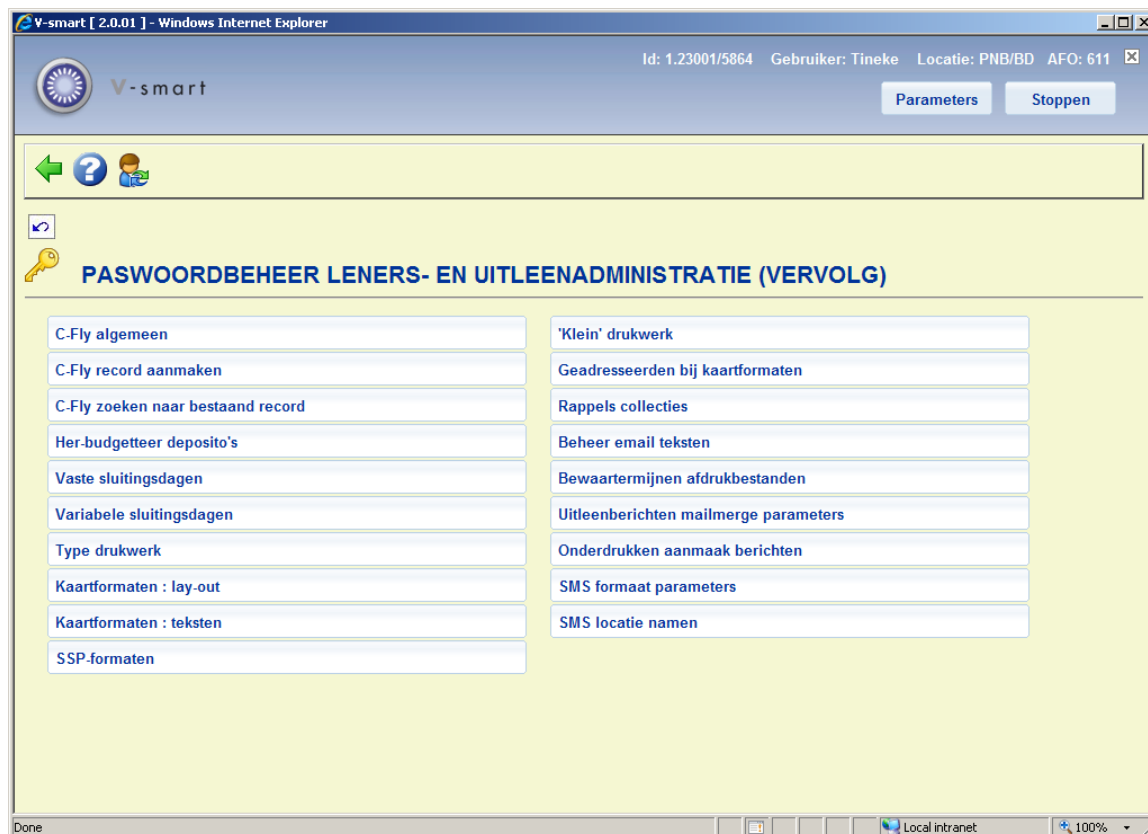 V-smart [ 2.0.01 ] - Windows Internet Explorer
Id: 1.23001/5864 Gebruiker: Tineke Locatie: PNB/BD AFO: 611
V-smart
Parameters Stoppen
PASWOORDBEHEER LENERS- EN UITLEENADMINISTRATIE (VERVOLG)
C-Fly algemeen
C-Fly record aanmaken
C-Fly zoeken naar bestaand record
Her-budgetteer deposito's
Vaste sluitingsdagen
Variabele sluitingsdagen
Type drukwerk
Kaartformaten : lay-out
Kaartformaten : teksten
SSP-formaten
'Klein' drukwerk
Geadresseerden bij kaartformaten
Rappels collecties
Beheer email teksten
Bewaartermijnen afdrukbestanden
Uitleenberichten mailmerge parameters
Onderdrukken aanmaak berichten
SMS formaat parameters
SMS locatie namen
Done Local intranet 100%